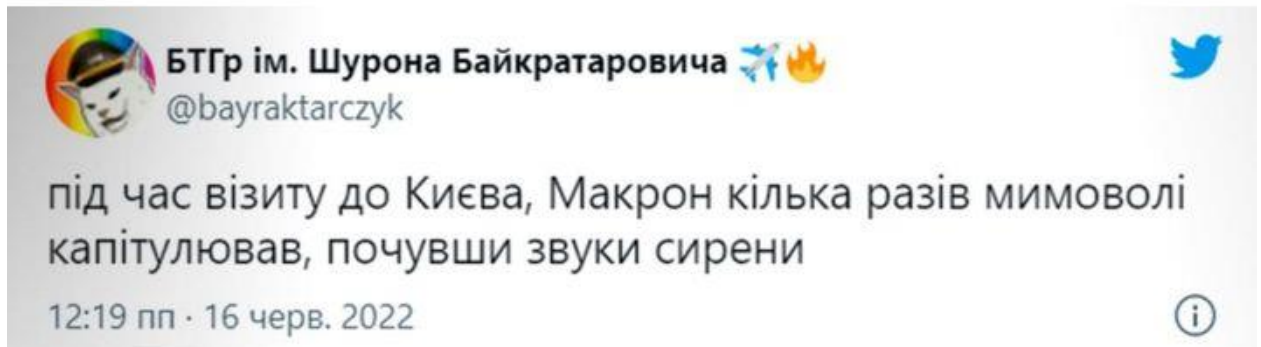 БТГр ім. Шурона Байкратаровича ✈️🔥
@bayraktarczyk
під час візиту до Києва, Макрон кілька разів мимоволі
капітулював, почувши звуки сирени
12:19 пп · 16 черв. 2022